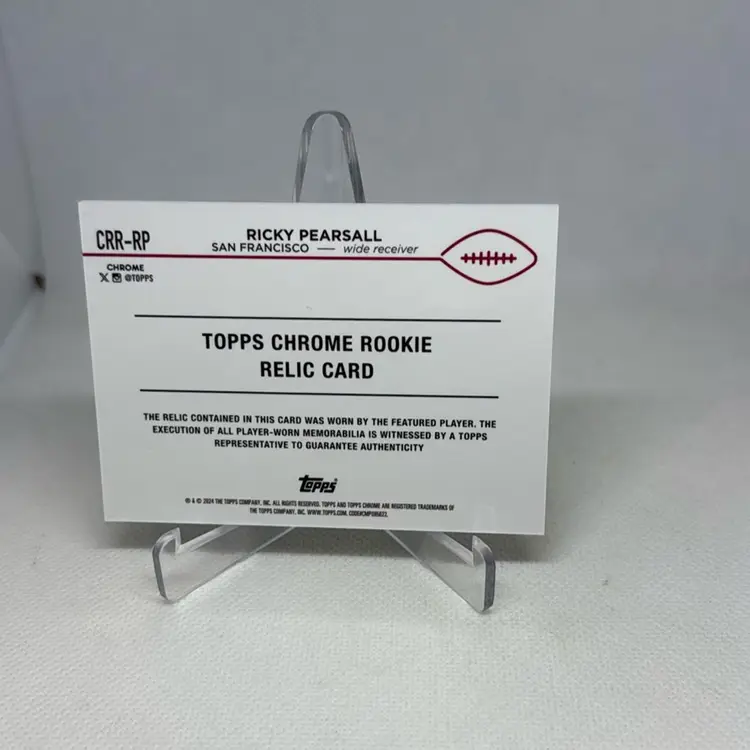 CRR-RP
RICKY PEARSALL
SAN FRANCISCO — wide receiver
CHROME
@TOPPS
TOPPS CHROME ROOKIE
RELIC CARD
THE RELIC CONTAINED IN THIS CARD WAS WORN BY THE FEATURED PLAYER. THE
EXECUTION OF ALL PLAYER-WORN MEMORABILIA IS WITNESSED BY A TOPPS
REPRESENTATIVE TO GUARANTEE AUTHENTICITY
topps
® & © 2024 THE TOPPS COMPANY, INC. ALL RIGHTS RESERVED. TOPPS AND TOPPS CHROME ARE REGISTERED TRADEMARKS OF
THE TOPPS COMPANY, INC. WWW.TOPPS.COM.